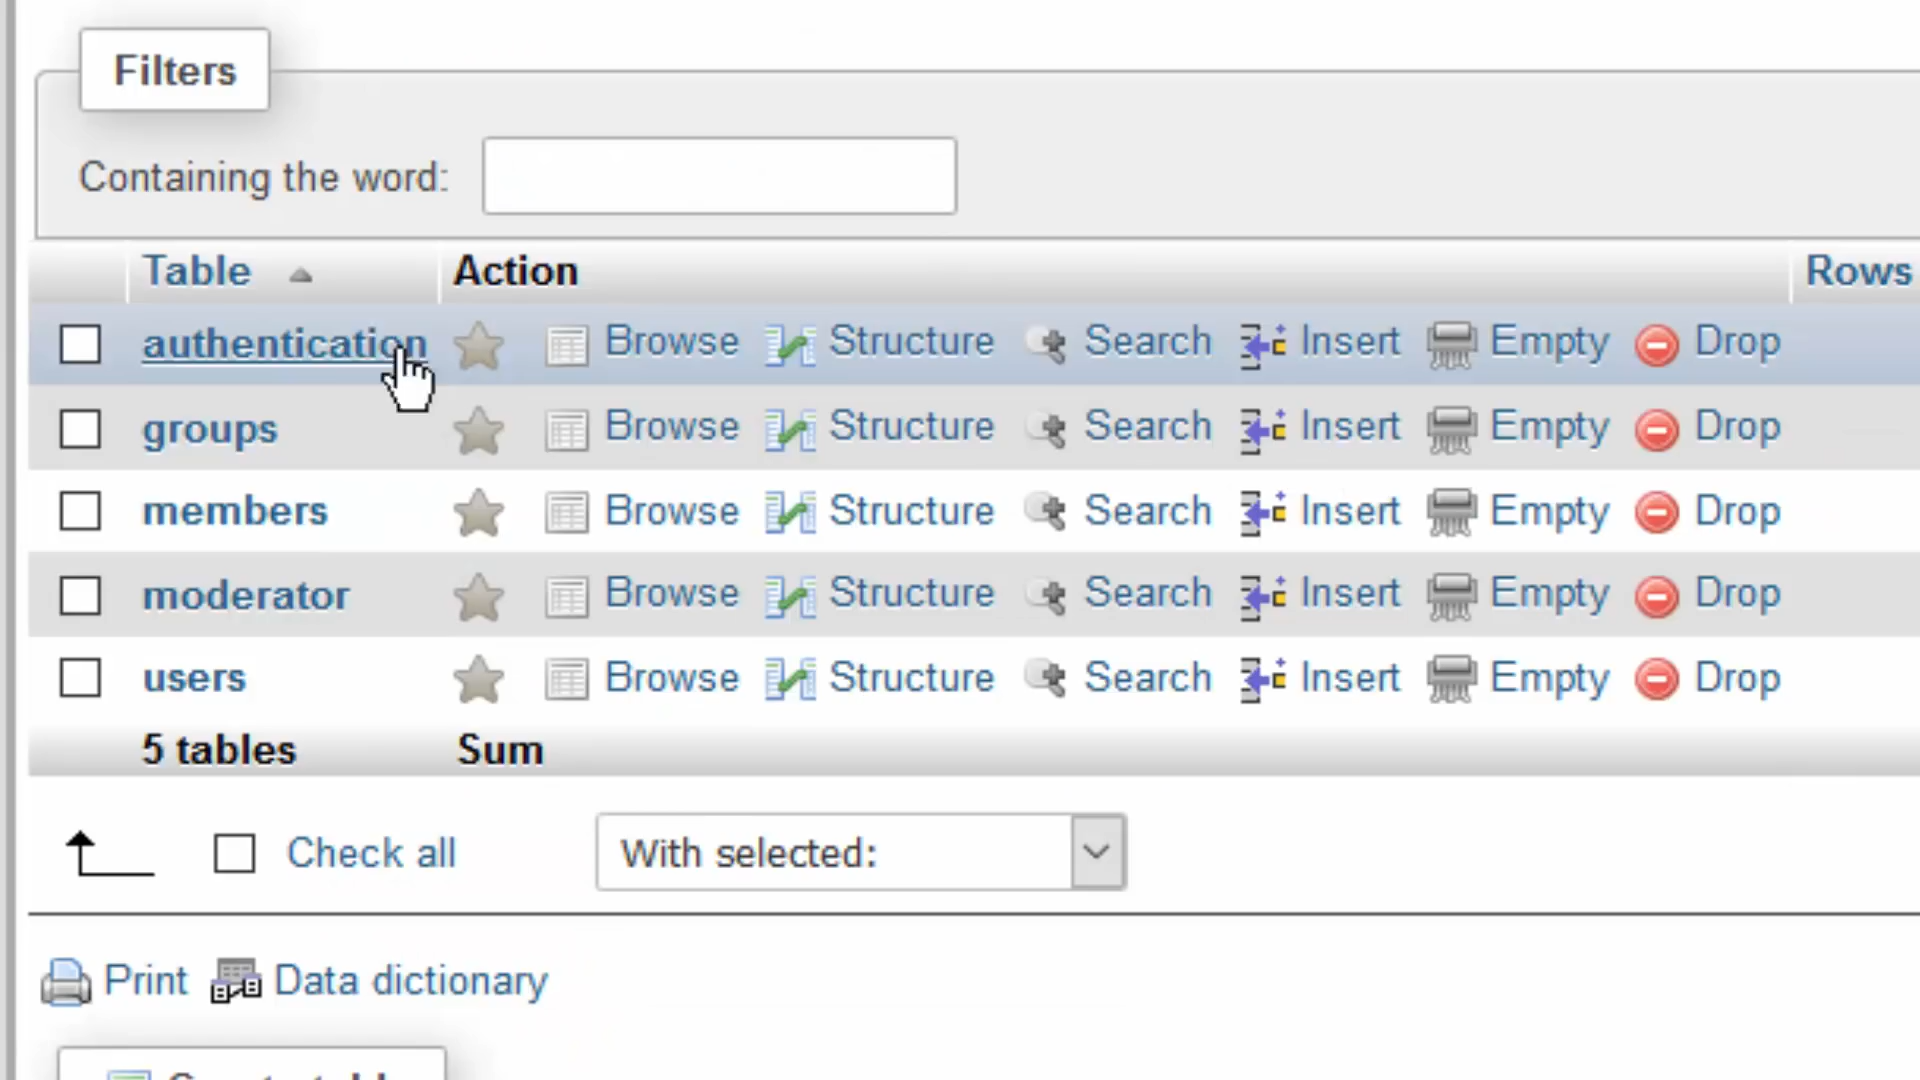 Filters
Containing the word:
Table Action Rows
authentication Browse Structure Search Insert Empty Drop
groups Browse Structure Search Insert Empty Drop
members Browse Structure Search Insert Empty Drop
moderator Browse Structure Search Insert Empty Drop
users Browse Structure Search Insert Empty Drop
5 tables Sum
Check all With selected:
Print Data dictionary